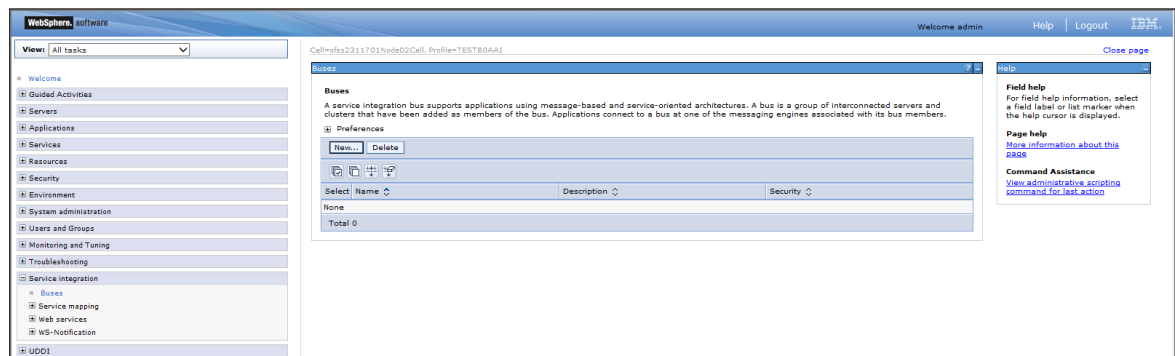 WebSphere. software
Welcome admin
Help | Logout
IBM.
View: All tasks
Welcome
Guided Activities
Servers
Applications
Services
Resources
Security
Environment
System administration
Users and Groups
Monitoring and Tuning
Troubleshooting
Service integration
Buses
Service mapping
Web services
WS-Notification
UDDI
Cell=ofss2311701Node02Cell, Profile=TEST80AAI
Close page
Buses
? -
Buses
A service integration bus supports applications using message-based and service-oriented architectures. A bus is a group of interconnected servers and
clusters that have been added as members of the bus. Applications connect to a bus at one of the messaging engines associated with its bus members.
Preferences
New... Delete
Select Name Description Security
None
Total 0
Help
Field help
For field help information, select
a field label or list marker when
the help cursor is displayed.
Page help
More information about this
page
Command Assistance
View administrative scripting
command for last action